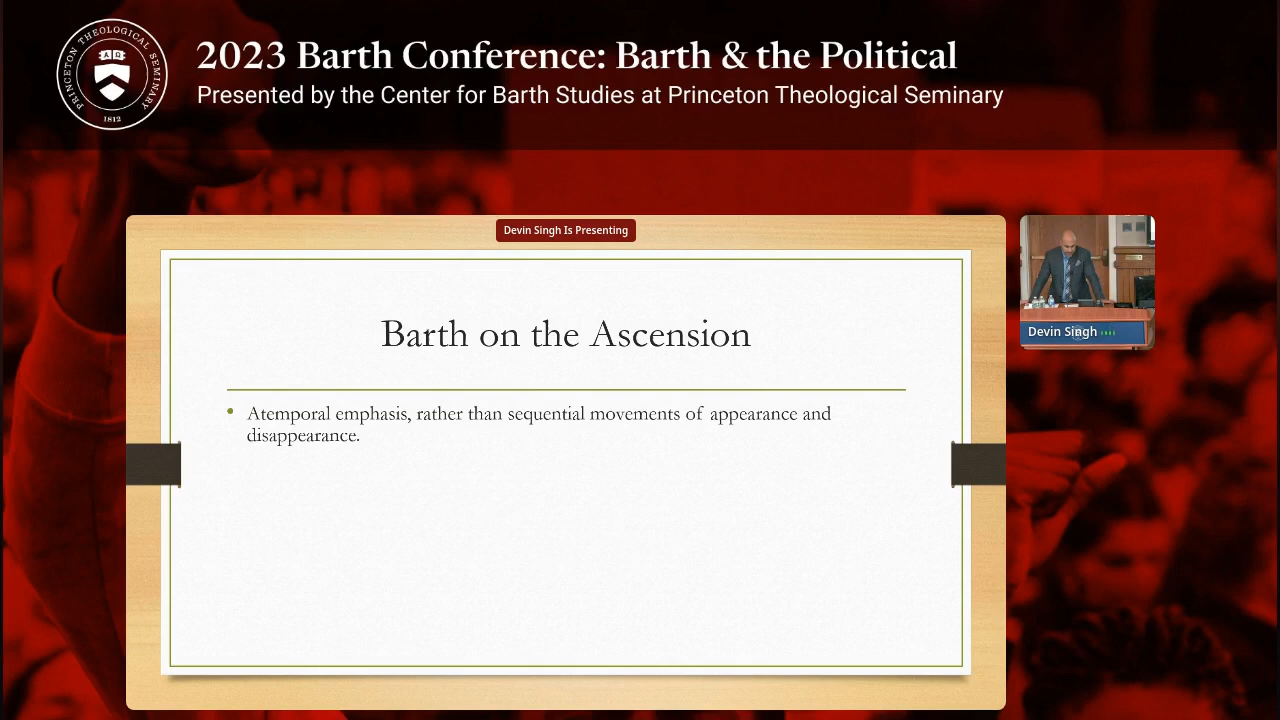 PRINCETON THEOLOGICAL SEMINARY
1812
2023 Barth Conference: Barth & the Political
Presented by the Center for Barth Studies at Princeton Theological Seminary
Devin Singh Is Presenting
Barth on the Ascension
• Atemporal emphasis, rather than sequential movements of appearance and
disappearance.
Devin Singh